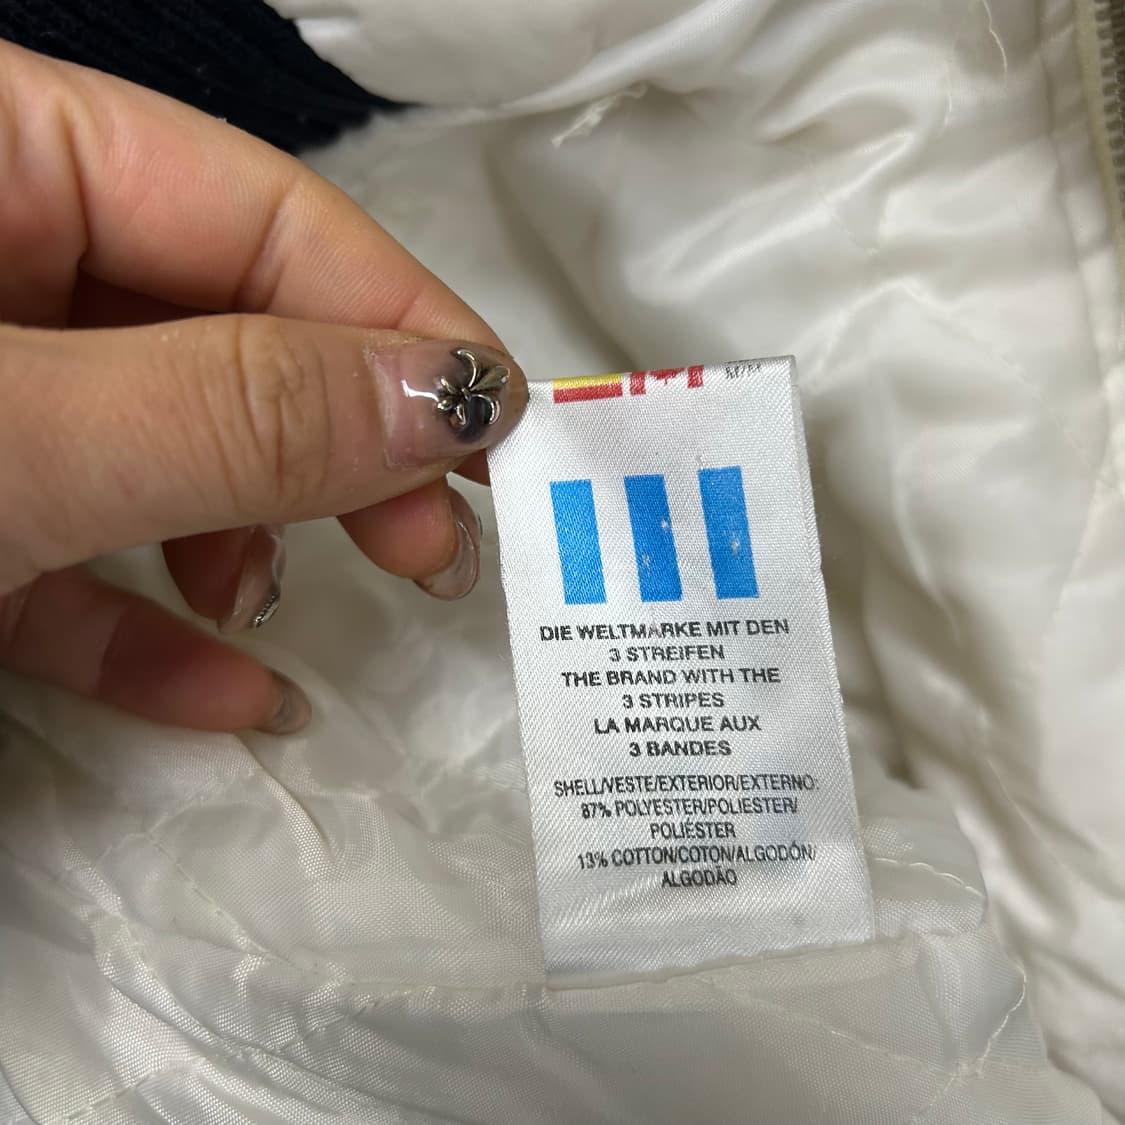 DIE WELTMARKE MIT DEN
3 STREIFEN
THE BRAND WITH THE
3 STRIPES
LA MARQUE AUX
3 BANDES
SHELL/VESTE/EXTERIOR/EXTERNO:
87% POLYESTER/POLIESTER/
POLIÉSTER
13% COTTON/COTON/ALGODÓN/
ALGODÃO